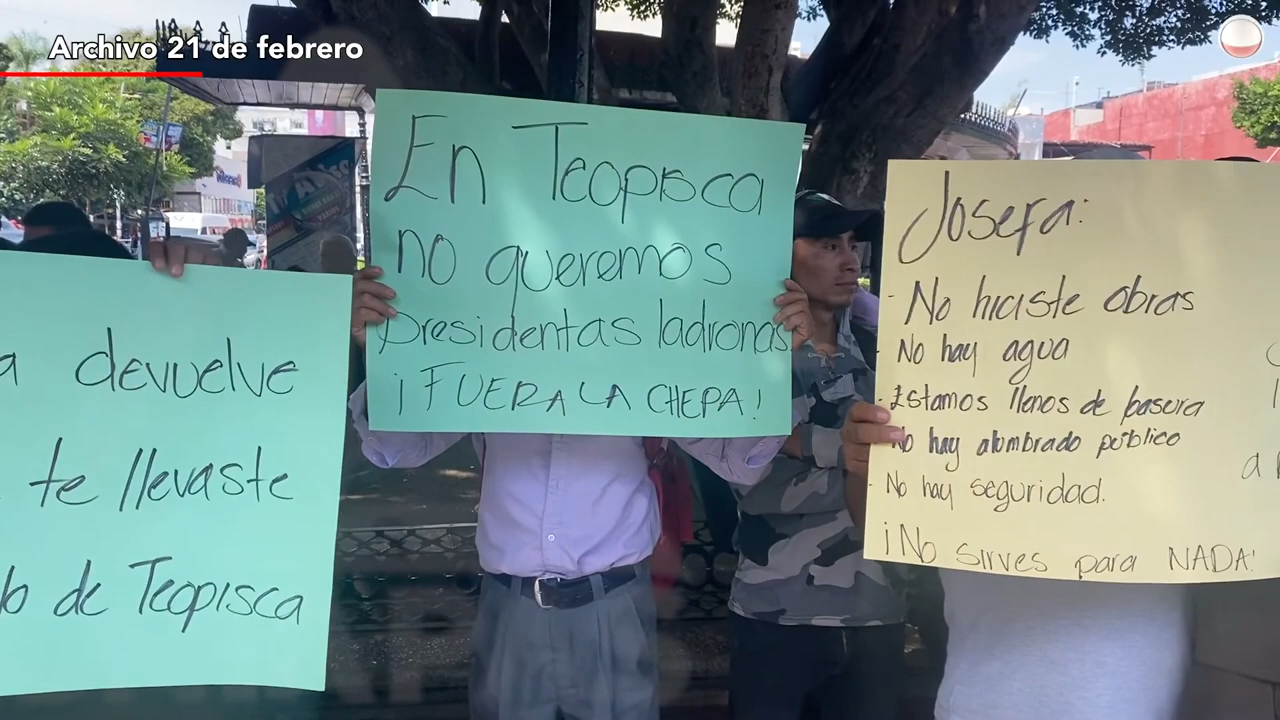 Archivo 21 de febrero
a devuelve
te llevaste
de Teopisca
En Teopisca
no queremos
presidentas ladronas
¡FUERA LA CHEPA!
Josefa:
- No hiciste obras
- No hay agua
- Estamos llenos de basura
- No hay alumbrado público
- No hay seguridad.
¡No sirves para NADA!